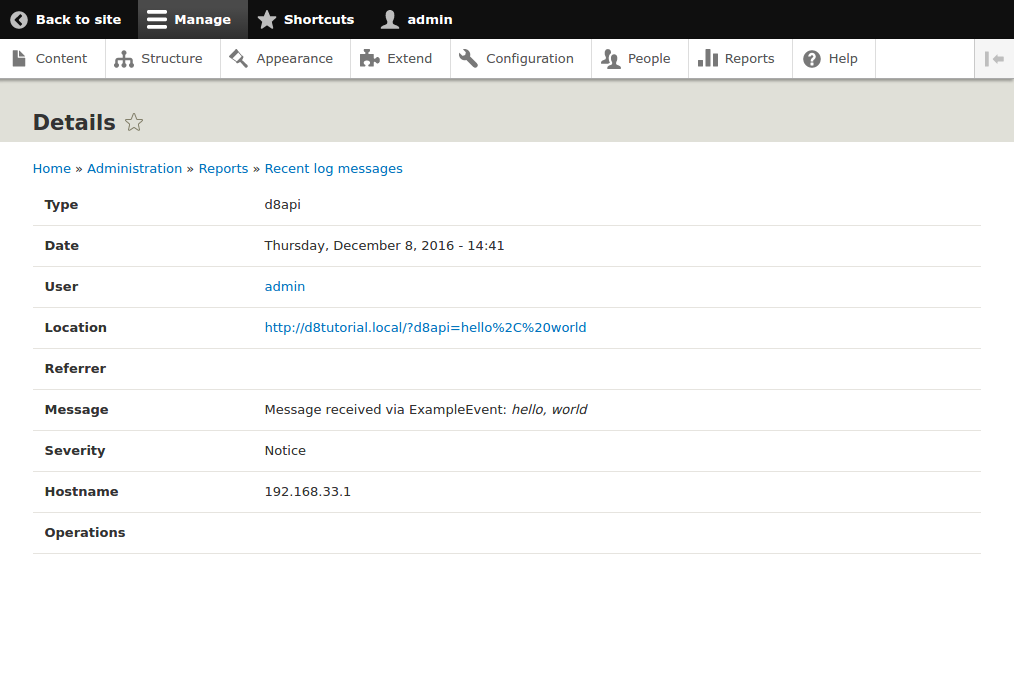 Back to site Manage Shortcuts admin
Content Structure Appearance Extend Configuration People Reports Help
Details
Home » Administration » Reports » Recent log messages
Type d8api
Date Thursday, December 8, 2016 - 14:41
User admin
Location http://d8tutorial.local/?d8api=hello%2C%20world
Referrer
Message Message received via ExampleEvent: hello, world
Severity Notice
Hostname 192.168.33.1
Operations